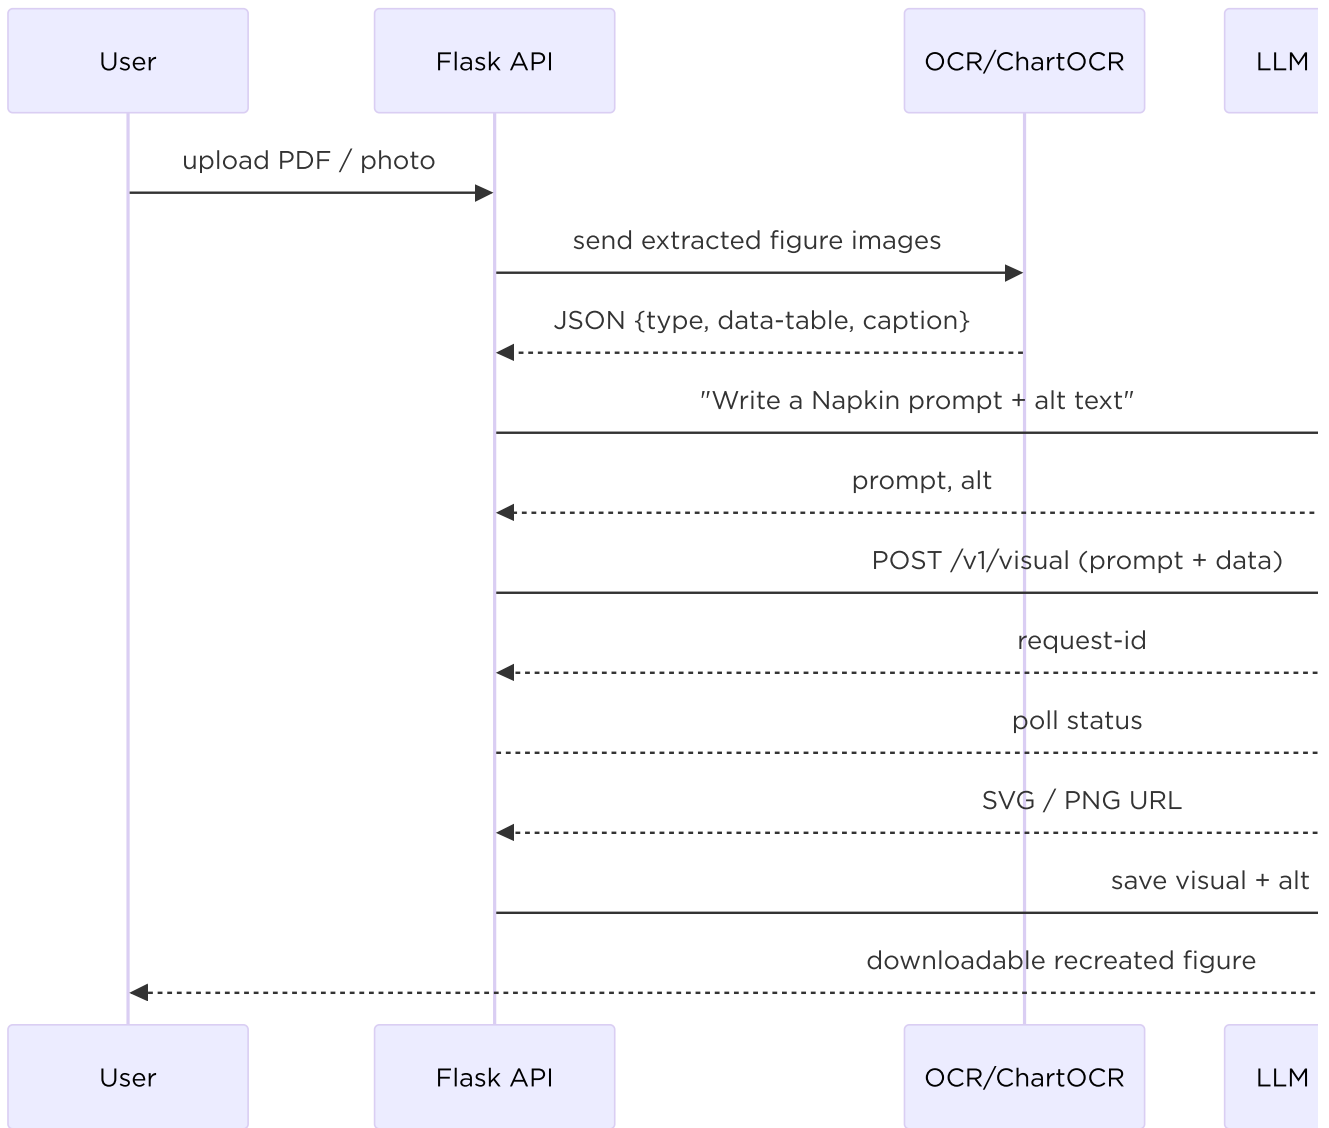 User
Flask API
OCR/ChartOCR
LLM
upload PDF / photo
send extracted figure images
JSON {type, data-table, caption}
"Write a Napkin prompt + alt text"
prompt, alt
POST /v1/visual (prompt + data)
request-id
poll status
SVG / PNG URL
save visual + alt
downloadable recreated figure
User
Flask API
OCR/ChartOCR
LLM